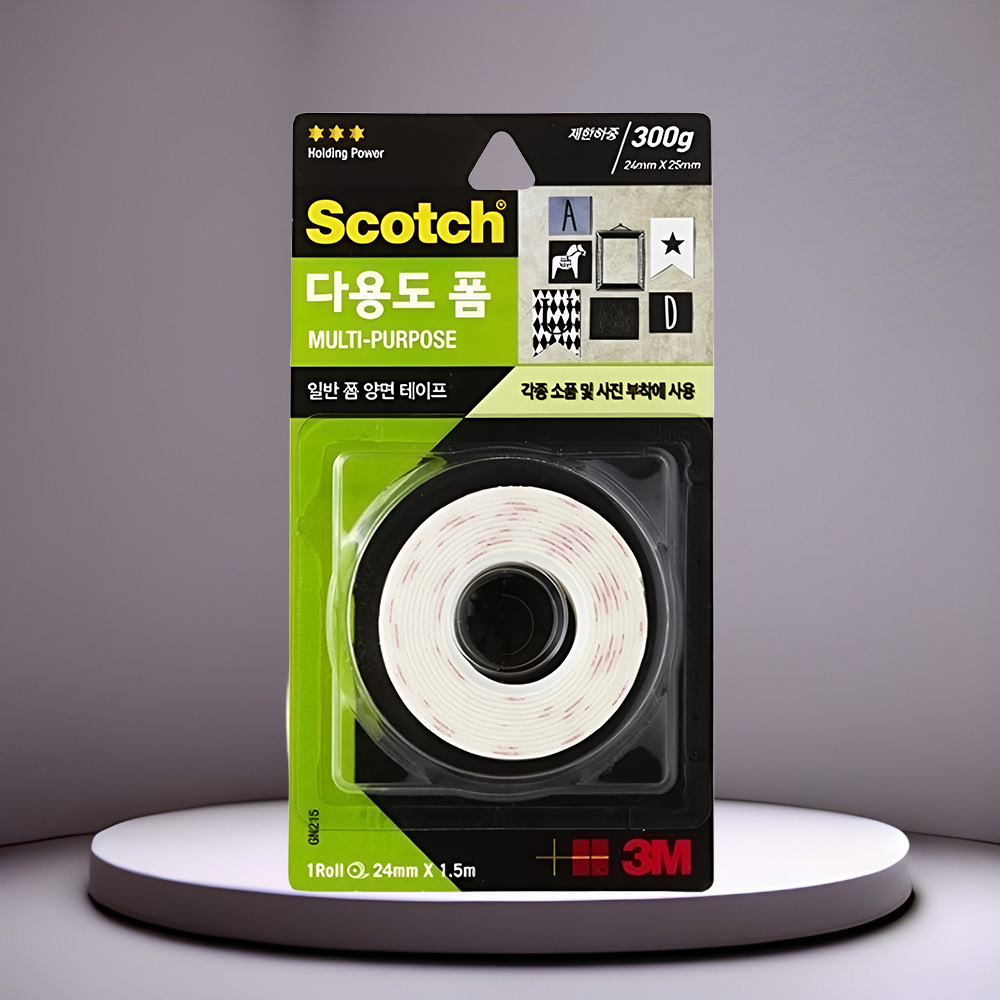 Holding Power
제한하중
300g
24mm X 25mm
Scotch®
다용도 폼
MULTI-PURPOSE
A
D
일반 폼 양면 테이프
각종 소품 및 사진 부착에 사용
GN215
1Roll 24mm X 1.5m
3M